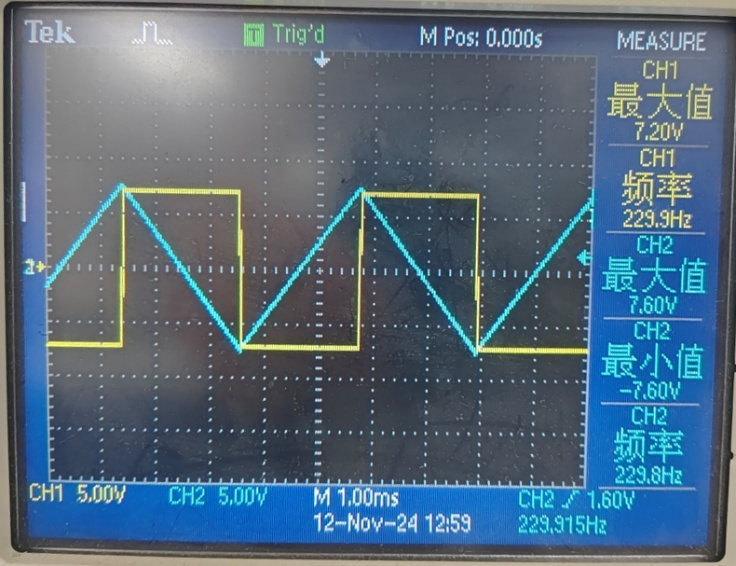 Tek T Trig'd M Pos: 0.000s MEASURE
CH1
最大值
7.20V
CH1
频率
229.9Hz
CH2
最大值
7.60V
CH2
最小值
-7.60V
CH2
频率
229.8Hz
2
CH1 5.00V CH2 5.00V M 1.00ms CH2 1.60V
12-Nov-24 12:59 229.915Hz